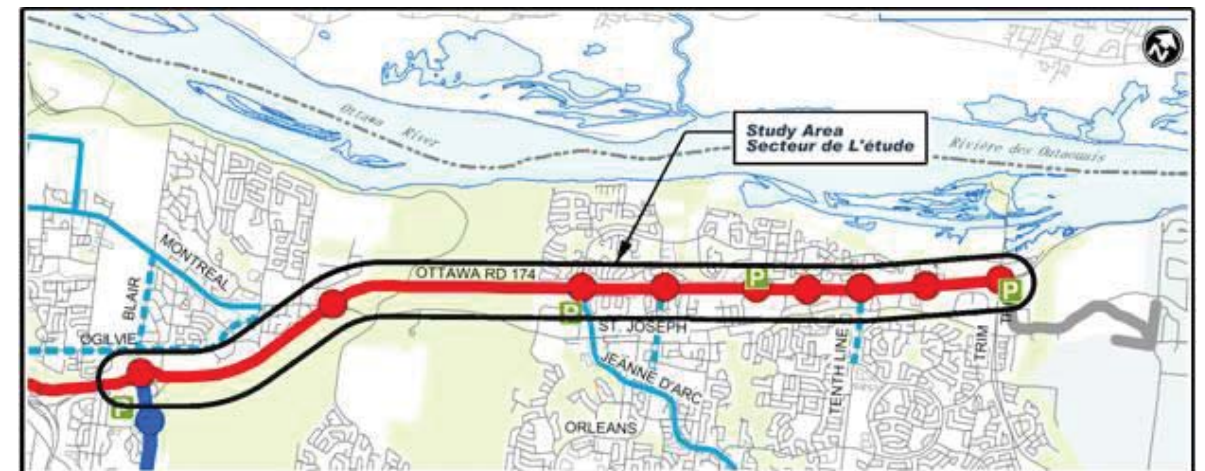 Ottawa River
Study Area
Secteur de L'étude
Rivière des Outaouais
MONTREAL
BLAIR
OTTAWA RD 174
P
OGILVIE
P
P
ST. JOSEPH
TRIM
JEANNE D'ARC
TENTH LINE
P
ORLEANS
N